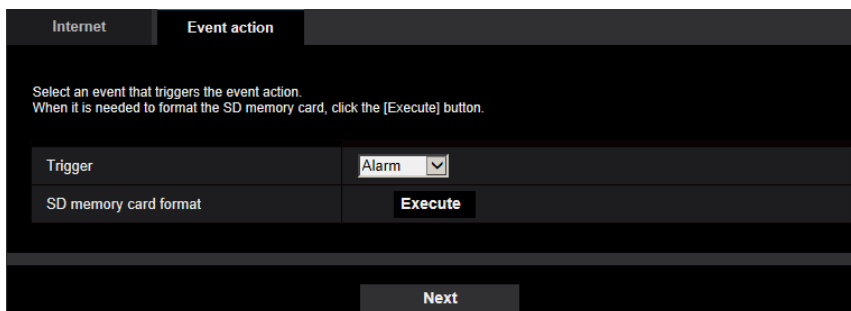 Internet Event action
Select an event that triggers the event action.
When it is needed to format the SD memory card, click the [Execute] button.
Trigger Alarm
SD memory card format Execute
Next